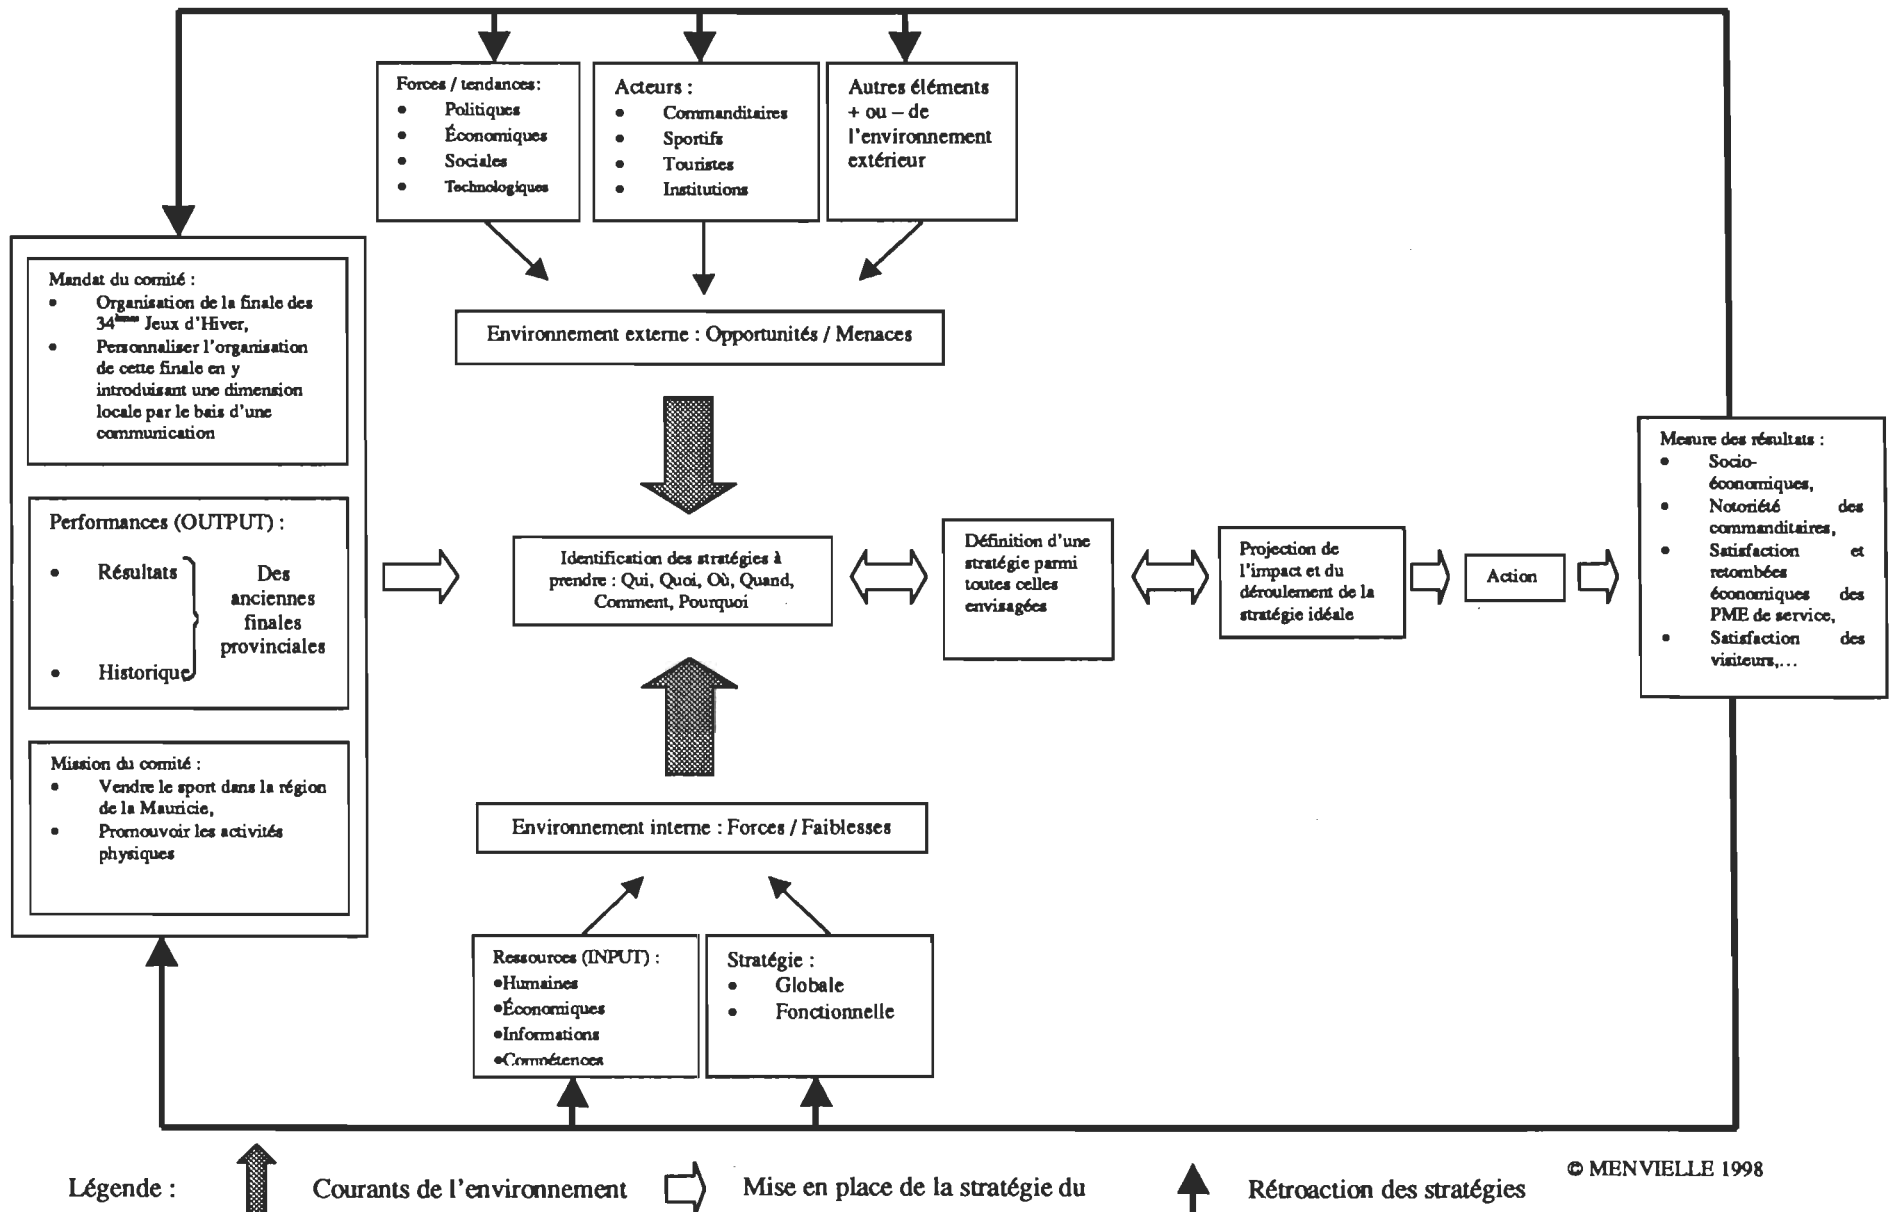 Forces / tendances:
• Politiques
• Économiques
• Sociales
• Technologiques
Acteurs :
• Commanditaires
• Sportifs
• Touristes
• Institutions
Autres éléments
+ ou – de
l'environnement
extérieur
Mandat du comité :
• Organisation de la finale des
34ièmes Jeux d'Hiver,
• Personnaliser l'organisation
de cette finale en y
introduisant une dimension
locale par le bais d'une
communication
Environnement externe : Opportunités / Menaces
Performances (OUTPUT) :
• Résultats
• Historique
Des
anciennes
finales
provinciales
Mission du comité :
• Vendre le sport dans la région
de la Mauricie,
• Promouvoir les activités
physiques
Identification des stratégies à
prendre : Qui, Quoi, Où, Quand,
Comment, Pourquoi
Définition d'une
stratégie parmi
toutes celles
envisagées
Projection de
l'impact et du
déroulement de la
stratégie idéale
Action
Mesure des résultats :
• Socio-
économiques,
• Notoriété des
commanditaires,
• Satisfaction et
retombées
économiques des
PME de service,
• Satisfaction des
visiteurs,...
Environnement interne : Forces / Faiblesses
Ressources (INPUT) :
•Humaines
•Économiques
•Informations
•Compétences
Stratégie :
• Globale
• Fonctionnelle
© MENVIELLE 1998
Légende :
Courants de l'environnement
Mise en place de la stratégie du
Rétroaction des stratégies